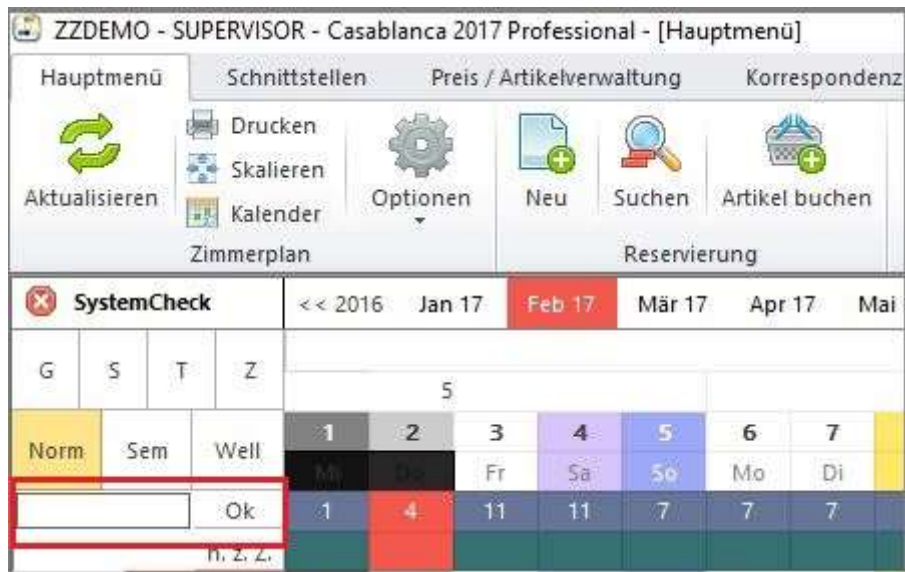 ZZDEMO - SUPERVISOR - Casablanca 2017 Professional - [Hauptmenü]
Hauptmenü Schnittstellen Preis / Artikelverwaltung Korrespondenz
Aktualisieren Drucken Optionen Neu Suchen Artikel buchen
Skalieren
Kalender
Zimmerplan Reservierung
SystemCheck << 2016 Jan 17 Feb 17 Mär 17 Apr 17 Mai
G S T Z
5
Norm Sem Well 1 2 3 4 5 6 7
Mi Do Fr Sa So Mo Di
Ok 1 4 11 11 7 7 7
n. z. Z.